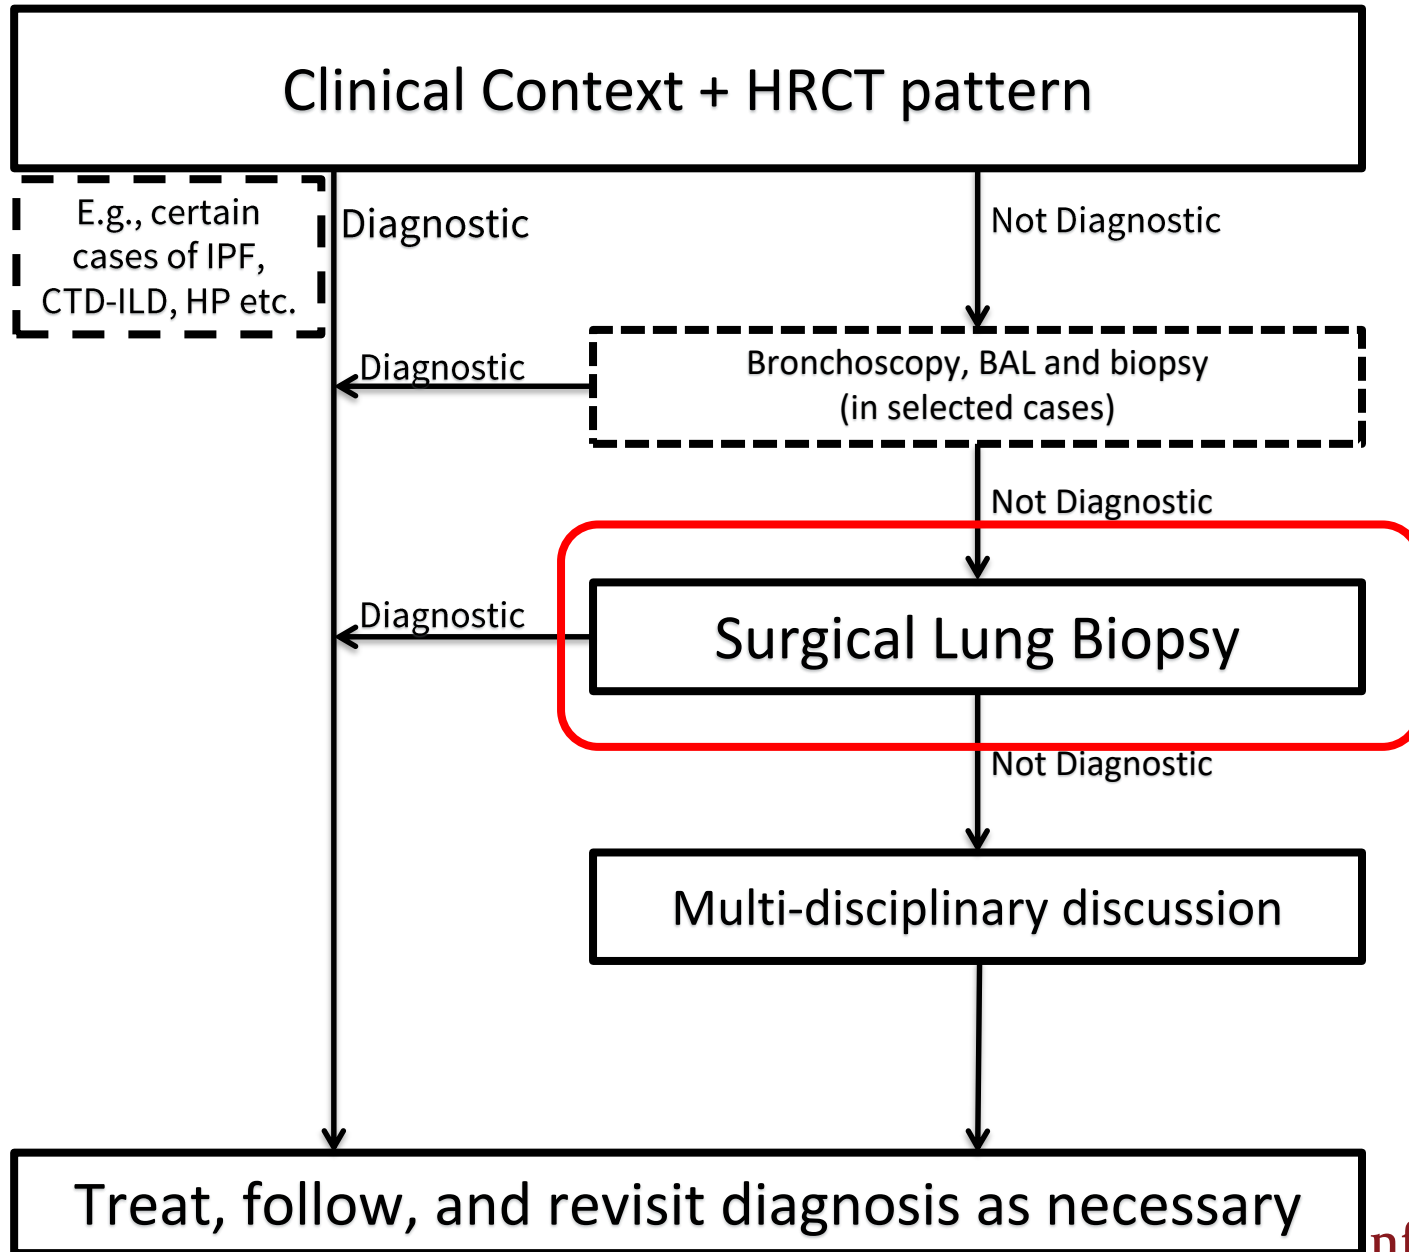 Clinical Context + HRCT pattern
E.g., certain
cases of IPF,
CTD-ILD, HP etc.
Diagnostic
Not Diagnostic
Diagnostic
Bronchoscopy, BAL and biopsy
(in selected cases)
Not Diagnostic
Diagnostic
Surgical Lung Biopsy
Not Diagnostic
Multi-disciplinary discussion
Treat, follow, and revisit diagnosis as necessary